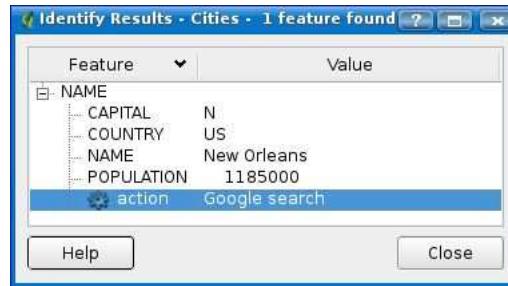 Identify Results - Cities - 1 feature found ?
Feature Value
NAME
CAPITAL N
COUNTRY US
NAME New Orleans
POPULATION 1185000
action Google search
Help Close